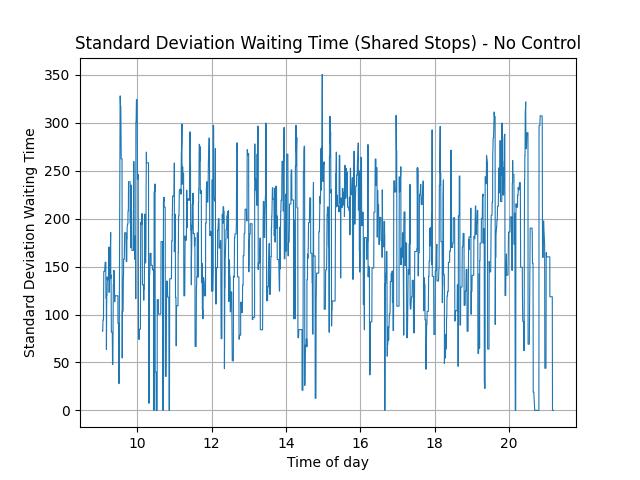 Standard Deviation Waiting Time (Shared Stops) - No Control
Standard Deviation Waiting Time
350
300
250
200
150
100
50
0
10 12 14 16 18 20
Time of day